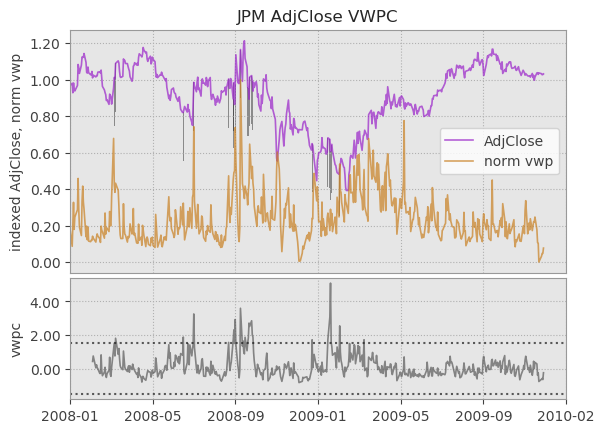 JPM AdjClose VWPC
indexed AdjClose, norm vwp
1.20
1.00
0.80
0.60
0.40
0.20
0.00
AdjClose
norm vwp
vwpc
4.00
2.00
0.00
2008-01 2008-05 2008-09 2009-01 2009-05 2009-09 2010-02